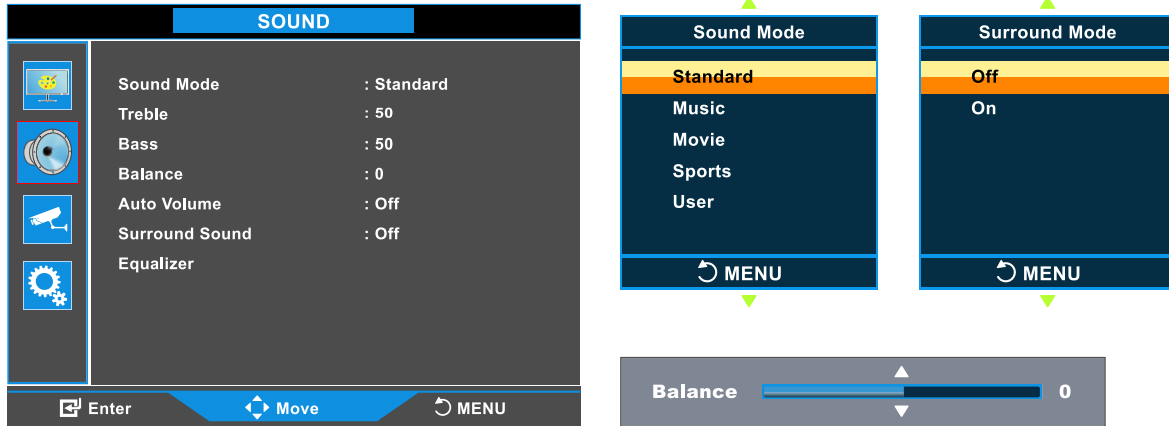 SOUND
Sound Mode : Standard
Treble : 50
Bass : 50
Balance : 0
Auto Volume : Off
Surround Sound : Off
Equalizer
Enter Move MENU
Sound Mode
Standard
Music
Movie
Sports
User
MENU
Surround Mode
Off
On
MENU
Balance 0